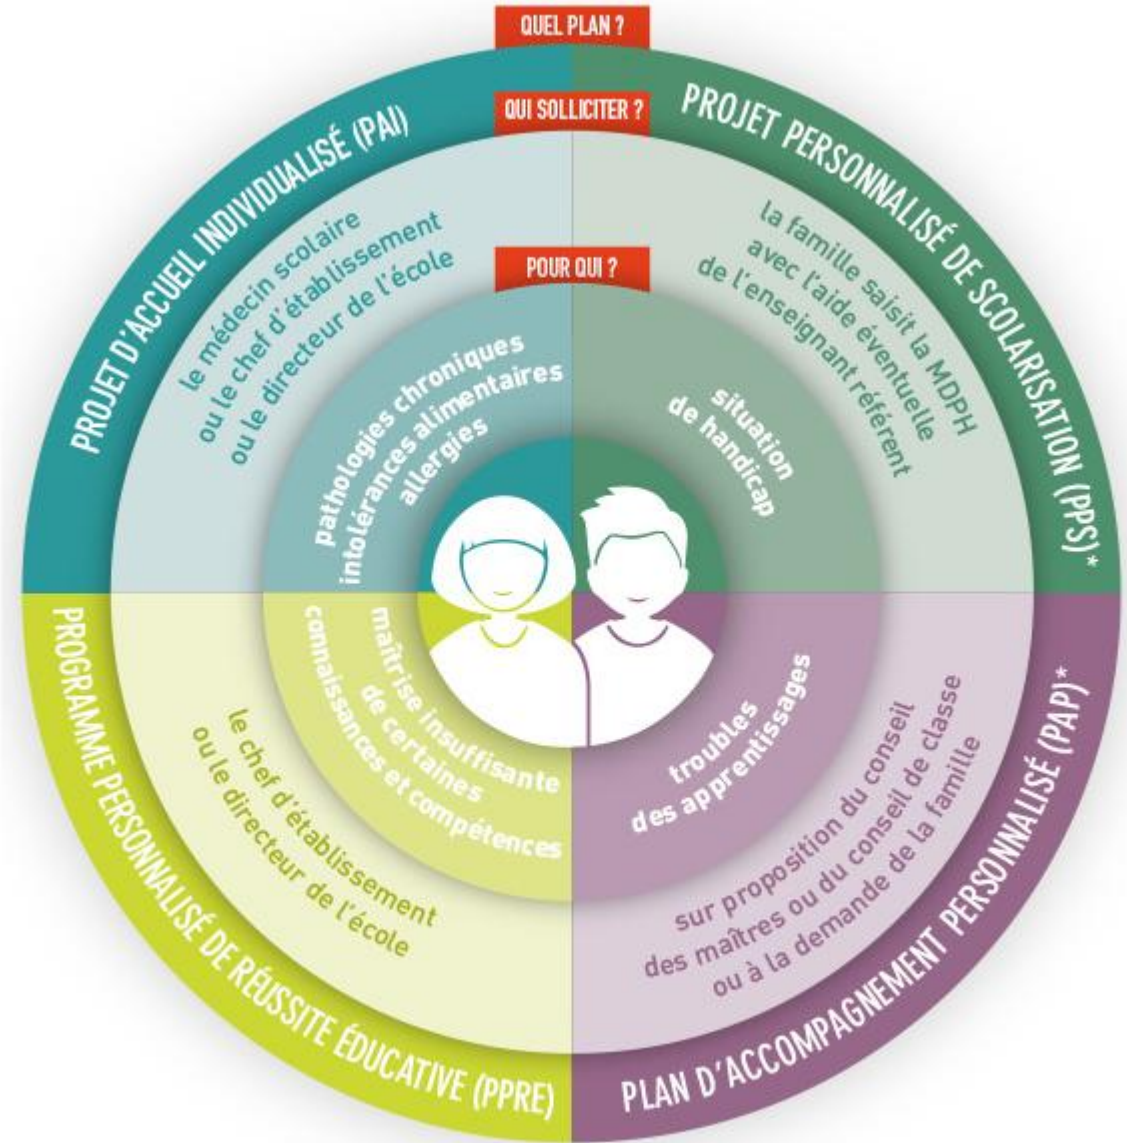 QUEL PLAN ?
QUI SOLLICITER ?
POUR QUI ?
PROJET D'ACCUEIL INDIVIDUALISÉ (PAI)
le médecin scolaire
ou le chef d'établissement
ou le directeur de l'école
pathologies chroniques
intolérances alimentaires
allergies
PROJET PERSONNALISÉ DE SCOLARISATION (PPS)*
la famille saisit la MDPH
avec l'aide éventuelle
de l'enseignant référent
situation
de handicap
PROGRAMME PERSONNALISÉ DE RÉUSSITE ÉDUCATIVE (PPRE)
le chef d'établissement
ou le directeur de l'école
maîtrise insuffisante
de certaines
connaissances et compétences
PLAN D'ACCOMPAGNEMENT PERSONNALISÉ (PAP)*
sur proposition du conseil
des maîtres ou du conseil de classe
ou à la demande de la famille
troubles
des apprentissages